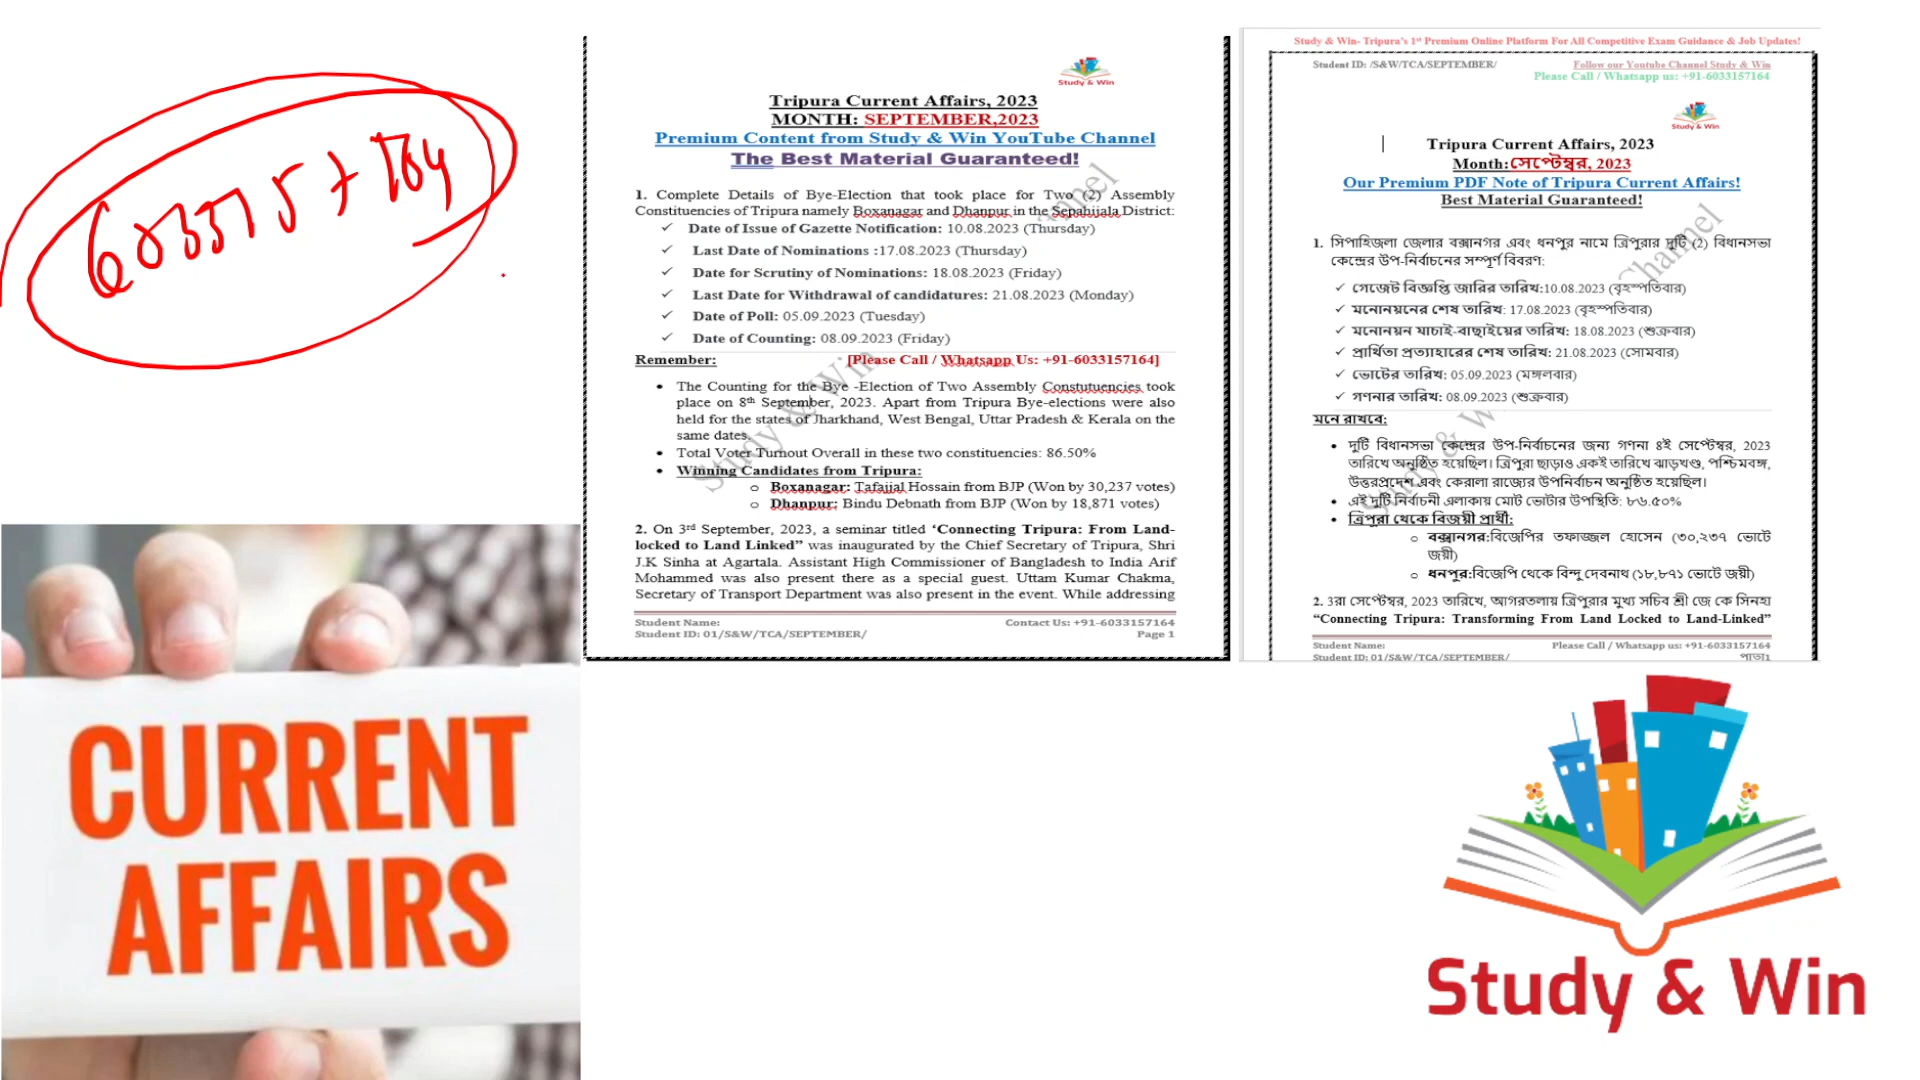 6033157164
Study & Win
Tripura Current Affairs, 2023
MONTH: SEPTEMBER,2023
Premium Content from Study & Win YouTube Channel
The Best Material Guaranteed!
1. Complete Details of Bye-Election that took place for Two (2) Assembly
Constituencies of Tripura namely Boxanagar and Dhanpur in the Sepahijala District:
✓ Date of Issue of Gazette Notification: 10.08.2023 (Thursday)
✓ Last Date of Nominations :17.08.2023 (Thursday)
✓ Date for Scrutiny of Nominations: 18.08.2023 (Friday)
✓ Last Date for Withdrawal of candidatures: 21.08.2023 (Monday)
✓ Date of Poll: 05.09.2023 (Tuesday)
✓ Date of Counting: 08.09.2023 (Friday)
Remember: [Please Call / Whatsapp Us: +91-6033157164]
• The Counting for the Bye -Election of Two Assembly Constutuencies took
place on 8th September, 2023. Apart from Tripura Bye-elections were also
held for the states of Jharkhand, West Bengal, Uttar Pradesh & Kerala on the
same dates.
• Total Voter Turnout Overall in these two constituencies: 86.50%
• Winning Candidates from Tripura:
o Boxanagar: Tafajjal Hossain from BJP (Won by 30,237 votes)
o Dhanpur: Bindu Debnath from BJP (Won by 18,871 votes)
2. On 3rd September, 2023, a seminar titled ‘Connecting Tripura: From Land-
locked to Land Linked” was inaugurated by the Chief Secretary of Tripura, Shri
J.K Sinha at Agartala. Assistant High Commissioner of Bangladesh to India Arif
Mohammed was also present there as a special guest. Uttam Kumar Chakma,
Secretary of Transport Department was also present in the event. While addressing
Student Name: Contact Us: +91-6033157164
Student ID: 01/S&W/TCA/SEPTEMBER/ Page 1
Study & Win- Tripura's 1st Premium Online Platform For All Competitive Exam Guidance & Job Updates!
Student ID: /S&W/TCA/SEPTEMBER/ Follow our Youtube Channel Study & Win
Please Call / Whatsapp us: +91-6033157164
Study & Win
Tripura Current Affairs, 2023
Month:সেপ্টেম্বর, 2023
Our Premium PDF Note of Tripura Current Affairs!
Best Material Guaranteed!
1. সিপাহিজলা জেলার বক্সানগর এবং ধনপুর নামে ত্রিপুরার দুটি (2) বিধানসভা
কেন্দ্রের উপ-নির্বাচনের সম্পূর্ণ বিবরণ:
✓ গেজেট বিজ্ঞপ্তি জারির তারিখ:10.08.2023 (বৃহস্পতিবার)
✓ মনোনয়নের শেষ তারিখ: 17.08.2023 (বৃহস্পতিবার)
✓ মনোনয়ন যাচাই-বাছাইয়ের তারিখ: 18.08.2023 (শুক্রবার)
✓ প্রার্থিতা প্রত্যাহারের শেষ তারিখ: 21.08.2023 (সোমবার)
✓ ভোটের তারিখ: 05.09.2023 (মঙ্গলবার)
✓ গণনার তারিখ: 08.09.2023 (শুক্রবার)
মনে রাখবে:
• দুটি বিধানসভা কেন্দ্রের উপ-নির্বাচনের জন্য গণনা ৪ই সেপ্টেম্বর, 2023
তারিখে অনুষ্ঠিত হয়েছিল। ত্রিপুরা ছাড়াও একই তারিখে ঝাড়খণ্ড, পশ্চিমবঙ্গ,
উত্তরপ্রদেশ এবং কেরালা রাজ্যের উপনির্বাচন অনুষ্ঠিত হয়েছিল।
• এই দুটি নির্বাচনী এলাকায় মোট ভোটার উপস্থিতি: ৮৬.৫০%
• ত্রিপুরা থেকে বিজয়ী প্রার্থী:
o বক্সানগর:বিজেপির তফাজ্জল হোসেন (৩০,২৩৭ ভোটে
জয়ী)
o ধনপুর:বিজেপি থেকে বিন্দু দেবনাথ (১৮,৮৭১ ভোটে জয়ী)
2. 3রা সেপ্টেম্বর, 2023 তারিখে, আগরতলায় ত্রিপুরার মুখ্য সচিব শ্রী জে কে সিনহা
“Connecting Tripura: Transforming From Land Locked to Land-Linked”
Student Name: Please Call / Whatsapp us: +91-6033157164
Student ID: 01/S&W/TCA/SEPTEMBER/ পাতা1
CURRENT
AFFAIRS
Study & Win